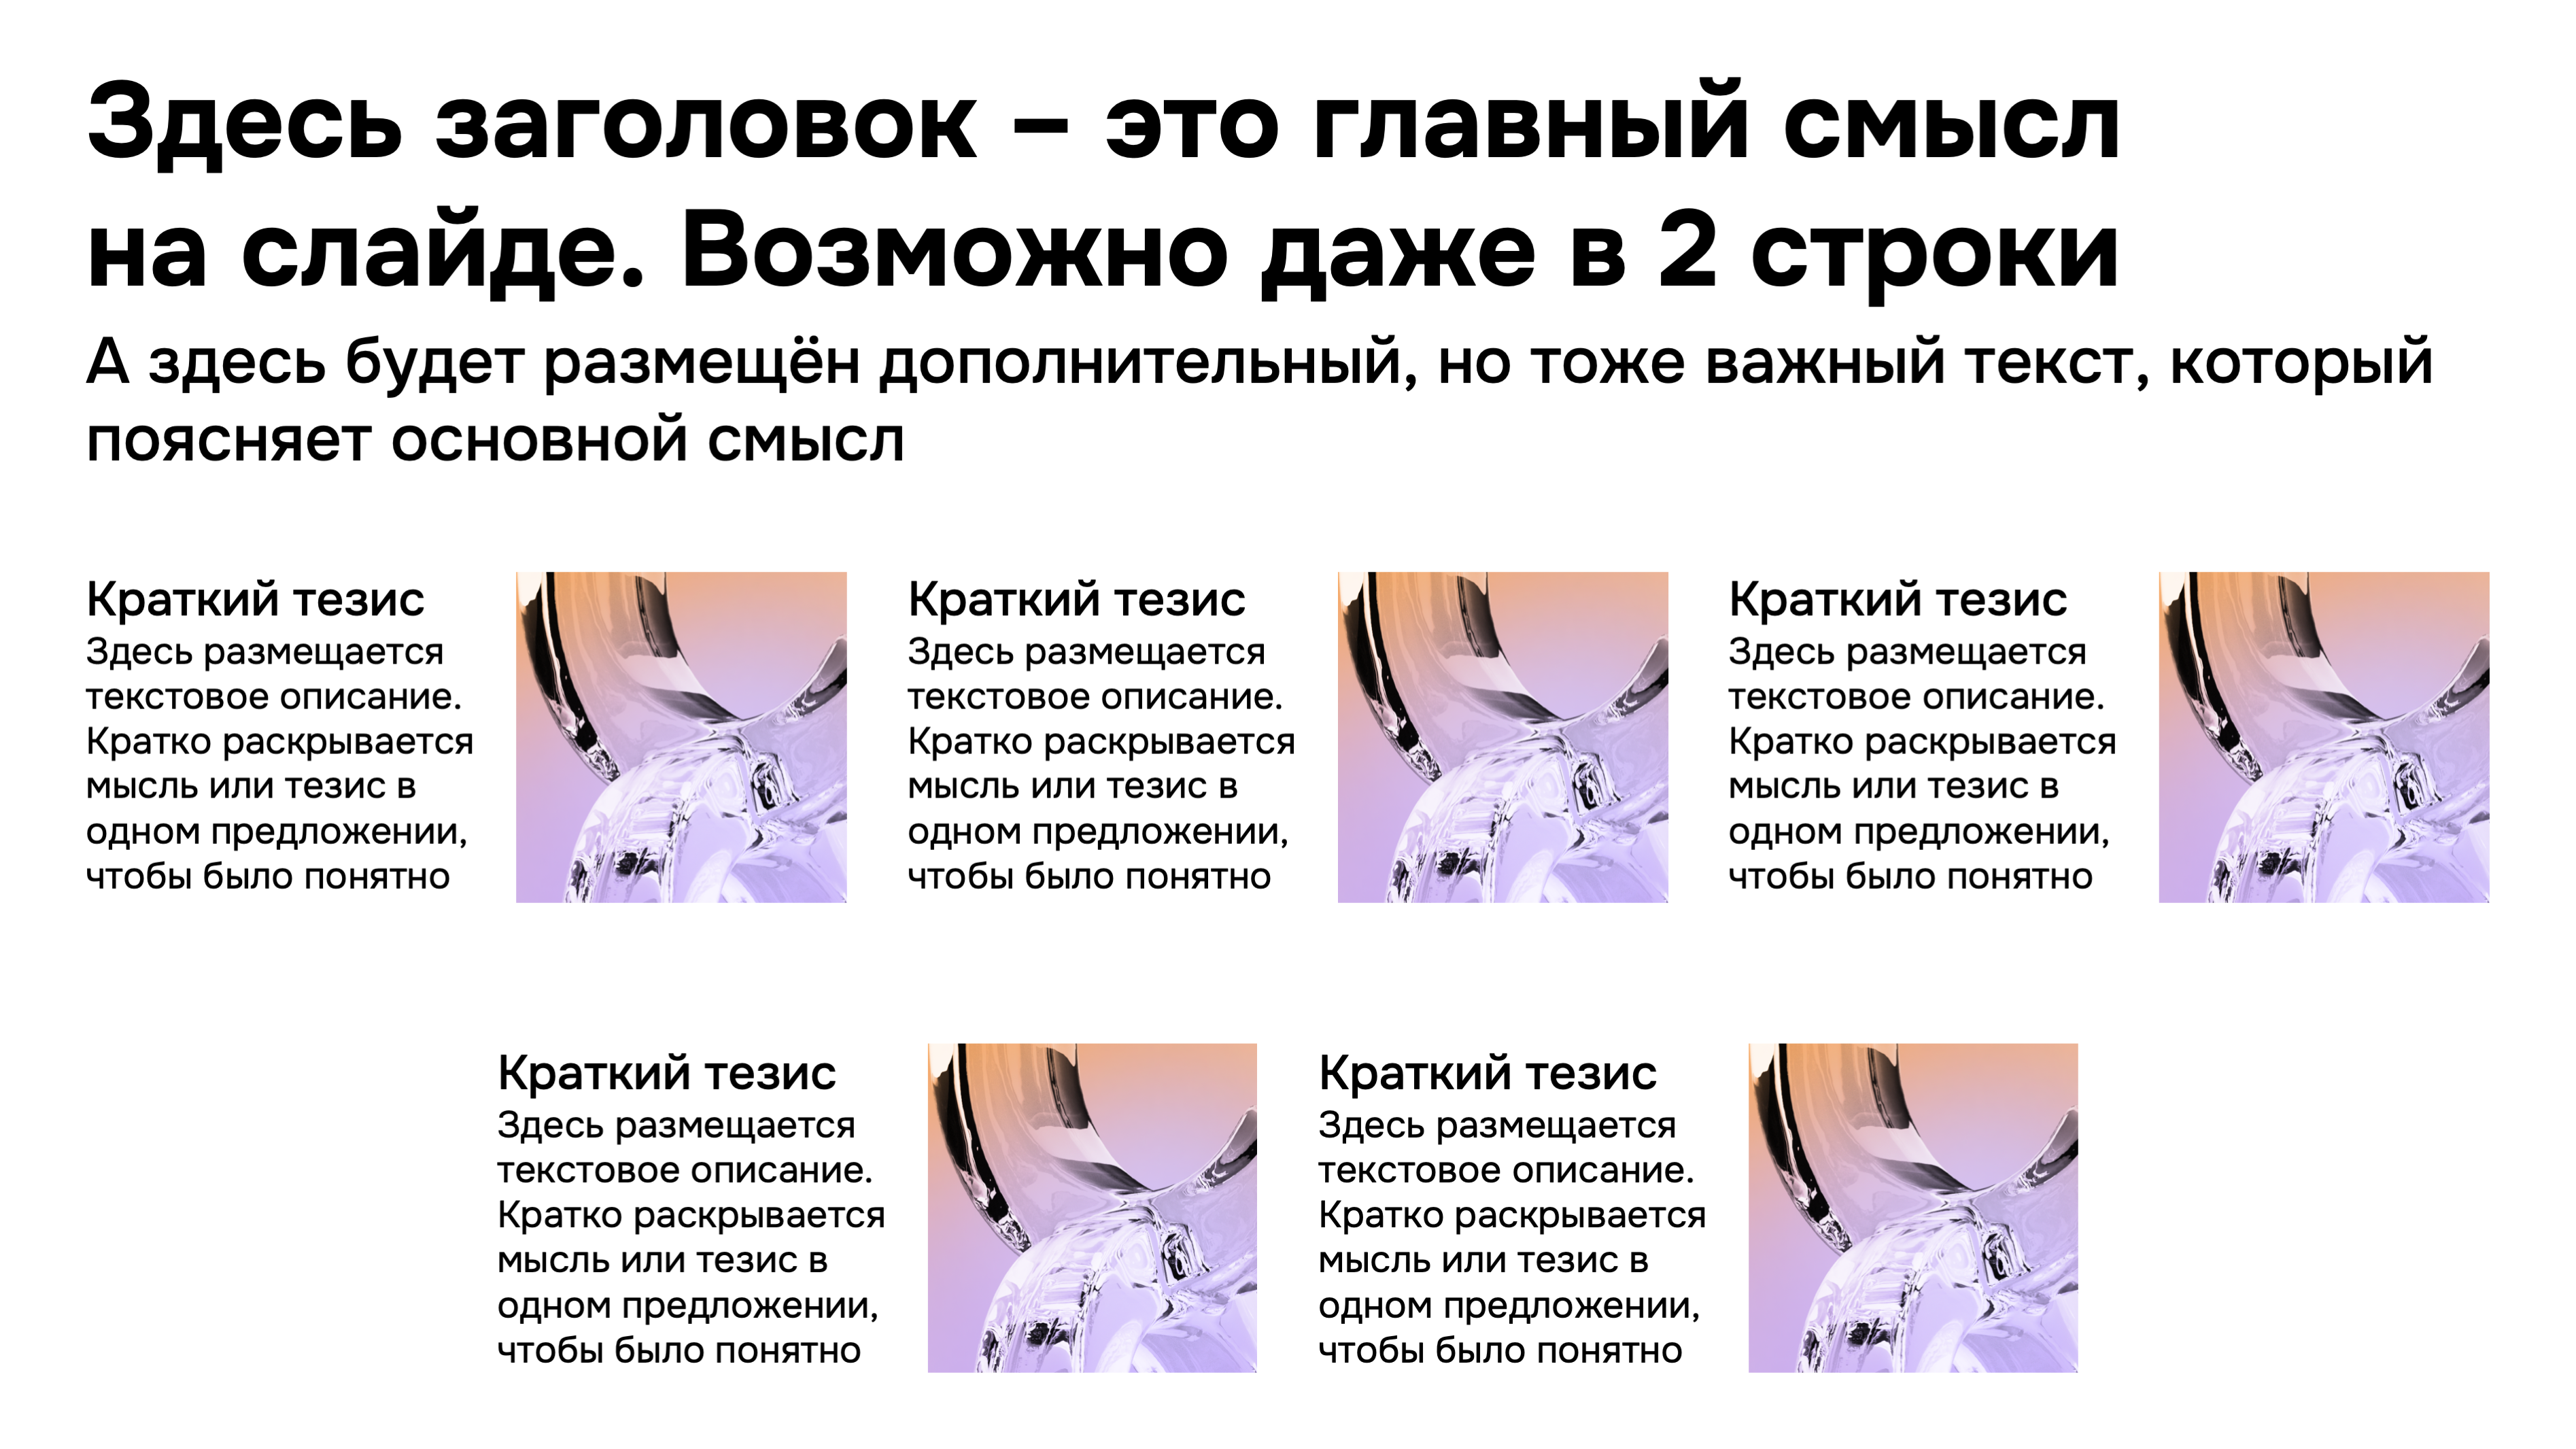 Здесь заголовок – это главный смысл
на слайде. Возможно даже в 2 строки
А здесь будет размещён дополнительный, но тоже важный текст, который
поясняет основной смысл
Краткий тезис
Здесь размещается
текстовое описание.
Кратко раскрывается
мысль или тезис в
одном предложении,
чтобы было понятно
Краткий тезис
Здесь размещается
текстовое описание.
Кратко раскрывается
мысль или тезис в
одном предложении,
чтобы было понятно
Краткий тезис
Здесь размещается
текстовое описание.
Кратко раскрывается
мысль или тезис в
одном предложении,
чтобы было понятно
Краткий тезис
Здесь размещается
текстовое описание.
Кратко раскрывается
мысль или тезис в
одном предложении,
чтобы было понятно
Краткий тезис
Здесь размещается
текстовое описание.
Кратко раскрывается
мысль или тезис в
одном предложении,
чтобы было понятно